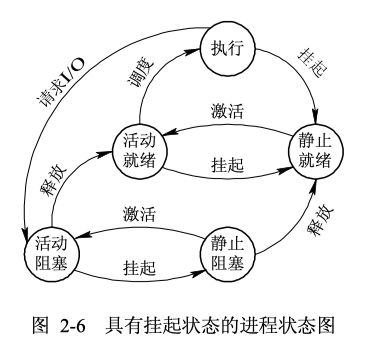 执行
请求I/O
调度
挂起
激活
活动
就绪
静止
就绪
挂起
释放
激活
释放
活动
阻塞
静止
阻塞
挂起
图 2-6 具有挂起状态的进程状态图